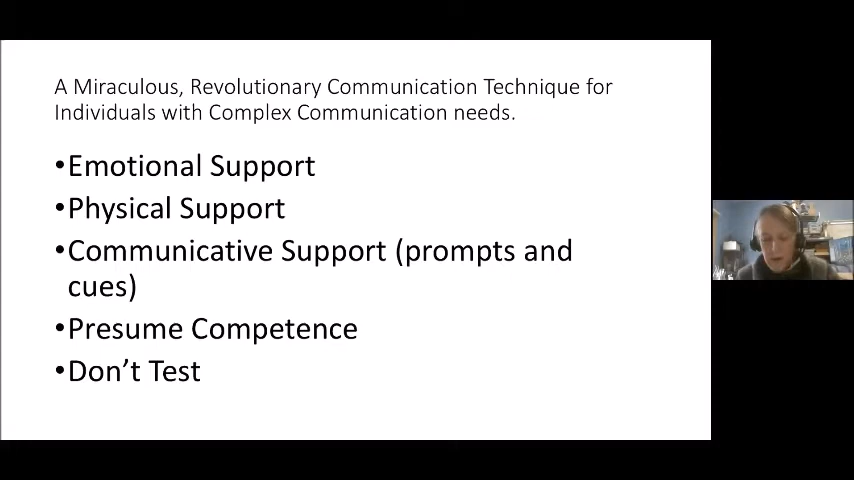 A Miraculous, Revolutionary Communication Technique for
Individuals with Complex Communication needs.
•Emotional Support
•Physical Support
•Communicative Support (prompts and
cues)
•Presume Competence
•Don’t Test